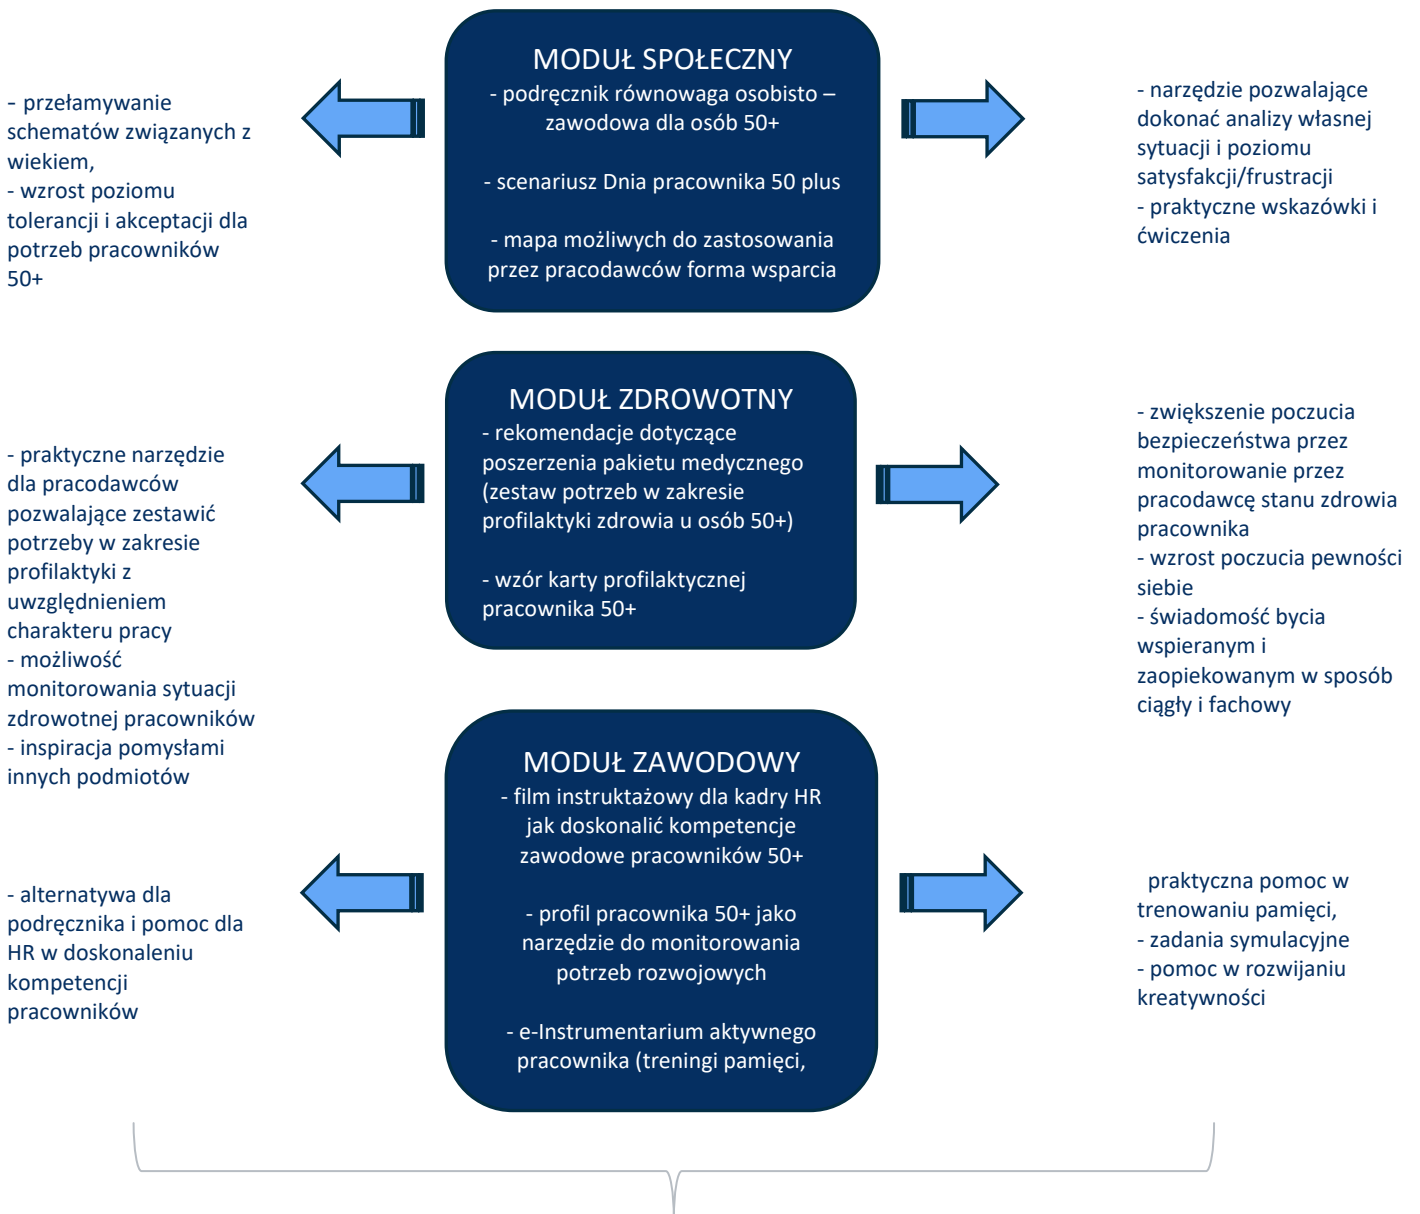 MODUŁ SPOŁECZNY
- podręcznik równowaga osobisto –
zawodowa dla osób 50+
- scenariusz Dnia pracownika 50 plus
- mapa możliwych do zastosowania
przez pracodawców forma wsparcia
- przełamywanie
schematów związanych z
wiekiem,
- wzrost poziomu
tolerancji i akceptacji dla
potrzeb pracowników
50+
- narzędzie pozwalające
dokonać analizy własnej
sytuacji i poziomu
satysfakcji/frustracji
- praktyczne wskazówki i
ćwiczenia
MODUŁ ZDROWOTNY
- rekomendacje dotyczące
poszerzenia pakietu medycznego
(zestaw potrzeb w zakresie
profilaktyki zdrowia u osób 50+)
- wzór karty profilaktycznej
pracownika 50+
- praktyczne narzędzie
dla pracodawców
pozwalające zestawić
potrzeby w zakresie
profilaktyki z
uwzględnieniem
charakteru pracy
- możliwość
monitorowania sytuacji
zdrowotnej pracowników
- inspiracja pomysłami
innych podmiotów
- zwiększenie poczucia
bezpieczeństwa przez
monitorowanie przez
pracodawcę stanu zdrowia
pracownika
- wzrost poczucia pewności
siebie
- świadomość bycia
wspieranym i
zaopiekowanym w sposób
ciągły i fachowy
MODUŁ ZAWODOWY
- film instruktażowy dla kadry HR
jak doskonalić kompetencje
zawodowe pracowników 50+
- profil pracownika 50+ jako
narzędzie do monitorowania
potrzeb rozwojowych
- e-Instrumentarium aktywnego
pracownika (treningi pamięci,
- alternatywa dla
podręcznika i pomoc dla
HR w doskonaleniu
kompetencji
pracowników
praktyczna pomoc w
trenowaniu pamięci,
- zadania symulacyjne
- pomoc w rozwijaniu
kreatywności